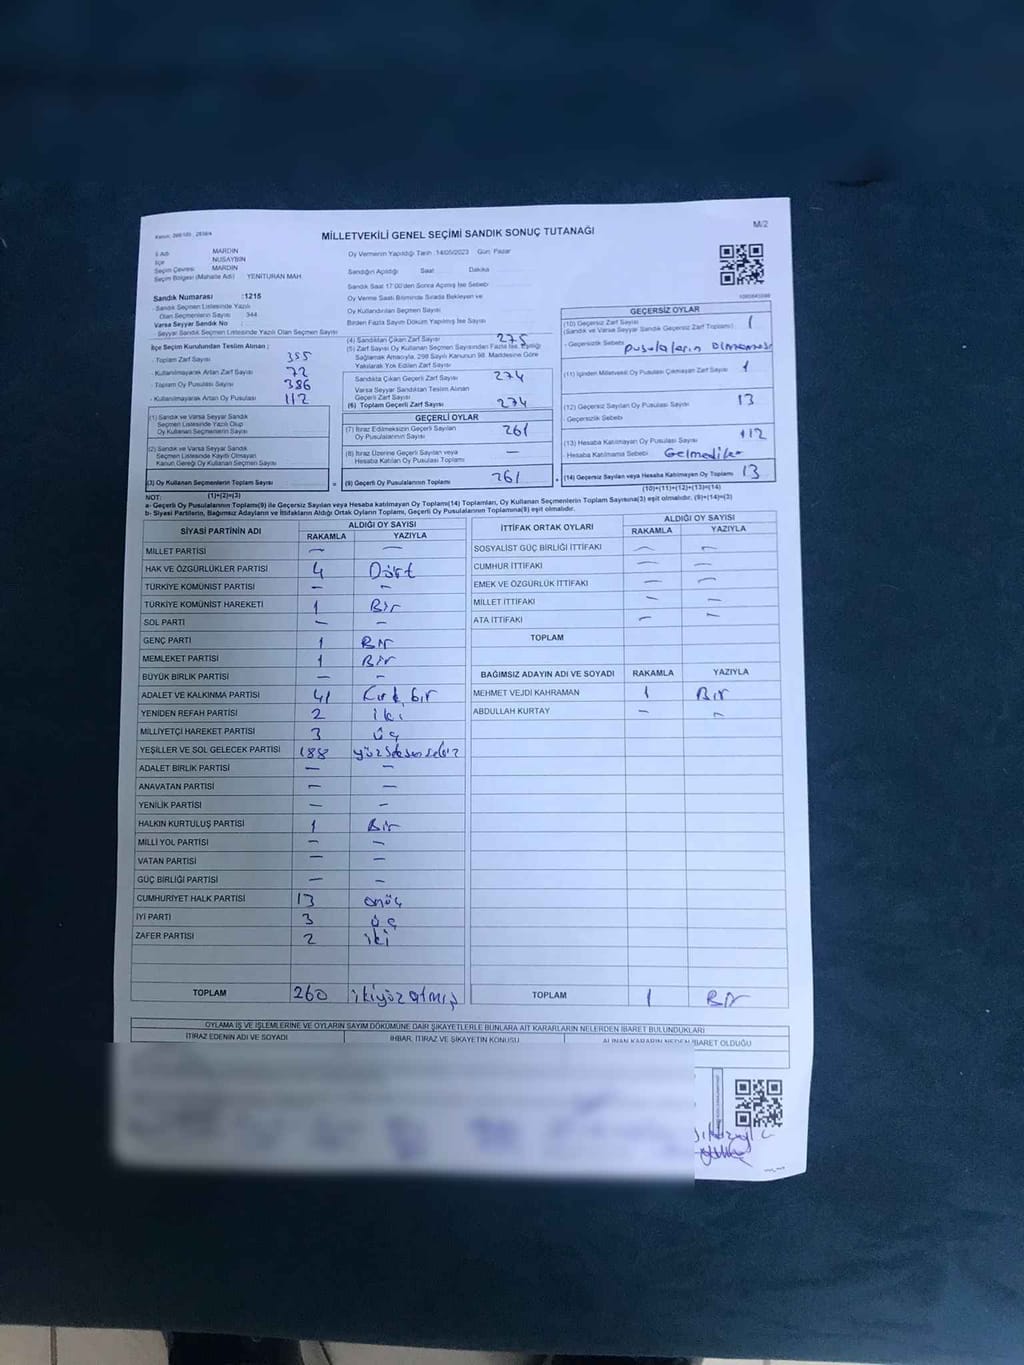 MİLLETVEKİLİ GENEL SEÇİMİ SANDIK SONUÇ TUTANAĞI
M/2
İl Adı MARDİN
İlçe NUSAYBİN
Seçim Çevresi MARDİN
Seçim Bölgesi (Mahalle Adı) YENİTURAN MAH.
Oy Vermenin Yapıldığı Tarih :14/05/2023 Gün: Pazar
Sandığın Açıldığı Saat Dakika
Sandık Saat 17:00'den Sonra Açılmış İse Sebebi
Oy Verme Saati Bitiminde Sırada Bekleyen ve
Oy Kullandırılan Seçmen Sayısı
Birden Fazla Sayım Döküm Yapılmış İse Sayısı
Sandık Numarası :1215
Sandık Seçmen Listesinde Yazılı
Olan Seçmenlerin Sayısı 344
Varsa Seyyar Sandık No :
Seyyar Sandık Seçmen Listesinde Yazılı Olan Seçmen Sayısı
İlçe Seçim Kurulundan Teslim Alınan ;
- Toplam Zarf Sayısı 355
- Kullanılmayarak Artan Zarf Sayısı 72
- Toplam Oy Pusulası Sayısı 386
- Kullanılmayarak Artan Oy Pusulası 112
(1) Sandık ve Varsa Seyyar Sandık
Seçmen Listesinde Yazılı Olup
Oy Kullanan Seçmenlerin Sayısı
(2) Sandık ve Varsa Seyyar Sandık
Seçmen Listesinde Kayıtlı Olmayan
Kanun Gereği Oy Kullanan Seçmen Sayısı
(3) Oy Kullanan Seçmenlerin Toplam Sayısı =
(1)+(2)=(3)
(4) Sandıktan Çıkan Zarf Sayısı 275
(5) Zarf Sayısı Oy Kullanan Seçmen Sayısından Fazla İse, Eşitliği
Sağlamak Amacıyla, 298 Sayılı Kanunun 98. Maddesine Göre
Yakılarak Yok Edilen Zarf Sayısı
Sandıkta Çıkan Geçerli Zarf Sayısı 274
Varsa Seyyar Sandıktan Teslim Alınan
Geçerli Zarf Sayısı
(6) Toplam Geçerli Zarf Sayısı 274
GEÇERLİ OYLAR
(7) İtiraz Edilmeksizin Geçerli Sayılan
Oy Pusulalarının Sayısı 261
(8) İtiraz Üzerine Geçerli Sayılan veya
Hesaba Katılan Oy Pusulaları Toplamı —
(9) Geçerli Oy Pusulalarının Toplamı 261 +
GEÇERSİZ OYLAR
(10) Geçersiz Zarf Sayısı 1
(Sandık ve Varsa Seyyar Sandık Geçersiz Zarf Toplamı)
- Geçersizlik Sebebi pusulaların Olmaması
(11) İçinden Milletvekili Oy Pusulası Çıkmayan Zarf Sayısı 1
(12) Geçersiz Sayılan Oy Pusulası Sayısı 13
- Geçersizlik Sebebi
(13) Hesaba Katılmayan Oy Pusula Sayısı 112
- Hesaba Katılmama Sebebi Gelmediler
(14) Geçersiz Sayılan veya Hesaba Katılmayan Oy Toplamı 13
(10)+(11)+(12)+(13)=(14)
NOT:
a- Geçerli Oy Pusulalarının Toplamı(9) ile Geçersiz Sayılan veya Hesaba Katılmayan Oy Toplamı(14) Toplamları, Oy Kullanan Seçmenlerin Toplam Sayısına(3) eşit olmalıdır. (9)+(14)=(3)
b- Siyasi Partilerin, Bağımsız Adayların ve İttifakların Aldığı Ortak Oyların Toplamı, Geçerli Oy Pusulalarının Toplamına(9) eşit olmalıdır.
SİYASİ PARTİNİN ADI ALDIĞI OY SAYISI
RAKAMLA YAZIYLA
MİLLET PARTİSİ — —
HAK VE ÖZGÜRLÜKLER PARTİSİ 4 Dört
TÜRKİYE KOMÜNİST PARTİSİ — —
TÜRKİYE KOMÜNİST HAREKETİ 1 Bir
SOL PARTİ — —
GENÇ PARTİ 1 Bir
MEMLEKET PARTİSİ 1 Bir
BÜYÜK BİRLİK PARTİSİ — —
ADALET VE KALKINMA PARTİSİ 41 Kırk bir
YENİDEN REFAH PARTİSİ 2 iki
MİLLİYETÇİ HAREKET PARTİSİ 3 üç
YEŞİLLER VE SOL GELECEK PARTİSİ 188
ADALET BİRLİK PARTİSİ — —
ANAVATAN PARTİSİ — —
YENİLİK PARTİSİ — —
HALKIN KURTULUŞ PARTİSİ 1 Bir
MİLLİ YOL PARTİSİ — —
VATAN PARTİSİ — —
GÜÇ BİRLİĞİ PARTİSİ — —
CUMHURİYET HALK PARTİSİ 13 onüç
İYİ PARTİ 3 üç
ZAFER PARTİSİ 2 iki
TOPLAM 260 ikiyüz atmış
İTTİFAK ORTAK OYLARI ALDIĞI OY SAYISI
RAKAMLA YAZIYLA
SOSYALİST GÜÇ BİRLİĞİ İTTİFAKI — —
CUMHUR İTTİFAKI — —
EMEK VE ÖZGÜRLÜK İTTİFAKI — —
MİLLET İTTİFAKI — —
ATA İTTİFAKI — —
TOPLAM
BAĞIMSIZ ADAYIN ADI VE SOYADI RAKAMLA YAZIYLA
MEHMET VEJDİ KAHRAMAN 1 Bir
ABDULLAH KURTAY — —
TOPLAM 1 Bir
OYLAMA İŞ VE İŞLEMLERİNE VE OYLARIN SAYIM DÖKÜMÜNE DAİR ŞİKAYETLERLE BUNLARA AİT KARARLARIN NELERDEN İBARET BULUNDUKLARI
İTİRAZ EDENİN ADI VE SOYADI İHBAR, İTİRAZ VE ŞİKAYETİN KONUSU ALINAN KARARIN NEDEN İBARET OLDUĞU